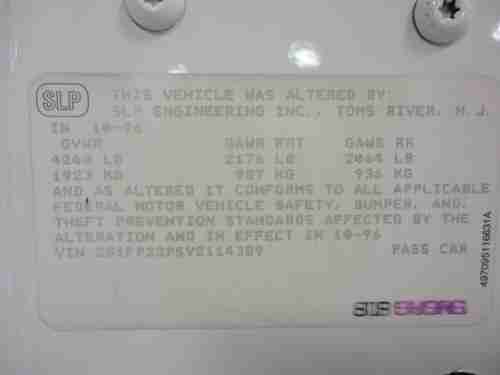 SLP
THIS VEHICLE WAS ALTERED BY:
SLP ENGINEERING INC., TOMS RIVER, N.J.
IN 10-96
GVWR GAWR FRT GAWR RR
4240 LB 2176 LB 2064 LB
1923 KG 987 KG 936 KG
AND AS ALTERED IT CONFORMS TO ALL APPLICABLE
FEDERAL MOTOR VEHICLE SAFETY, BUMPER, AND.
THEFT PREVENTION STANDARDS AFFECTED BY THE
ALTERATION AND IN EFFECT IN 10-96
VIN PASS CAR
497095116631A